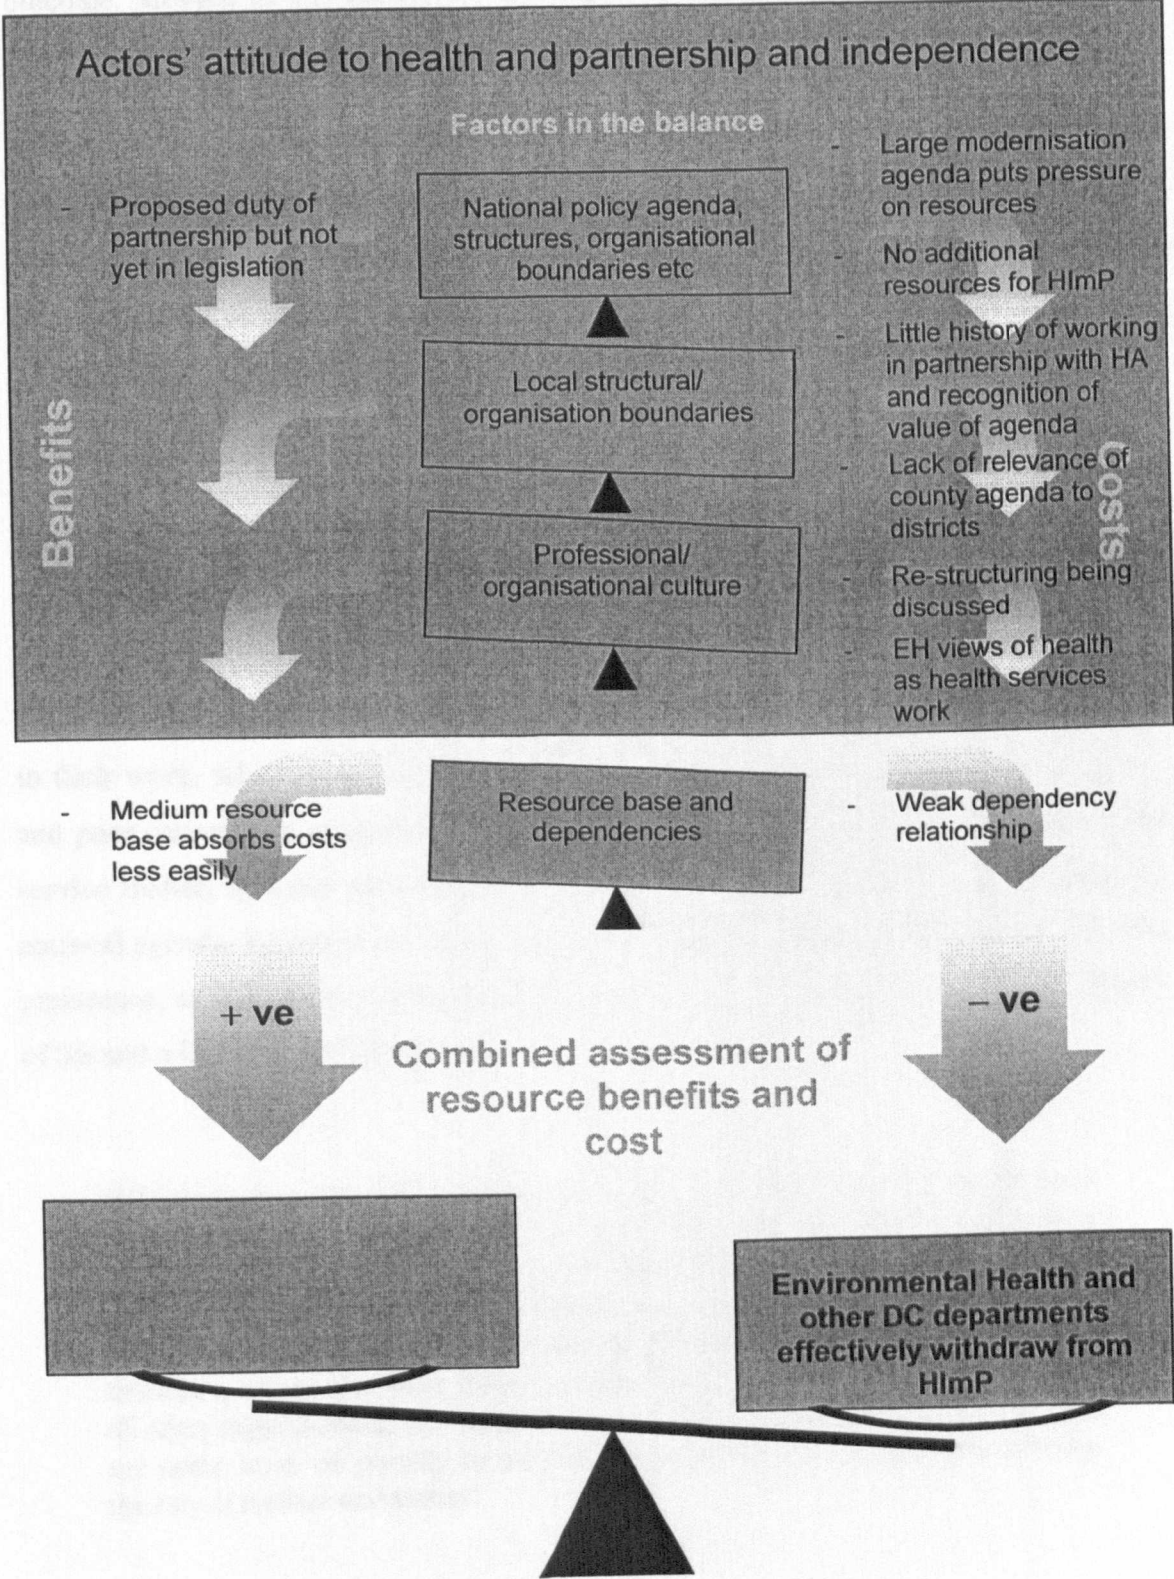 Actors' attitude to health and partnership and independence
Factors in the balance
- Proposed duty of
partnership but not
yet in legislation
National policy agenda,
structures, organisational
boundaries etc
- Large modernisation
agenda puts pressure
on resources
- No additional
resources for HImP
Benefits
Local structural/
organisation boundaries
- Little history of working
in partnership with HA
and recognition of
value of agenda
- Lack of relevance of
county agenda to
districts
Costs
Professional/
organisational culture
- Re-structuring being
discussed
- EH views of health
as health services
work
- Medium resource
base absorbs costs
less easily
Resource base and
dependencies
- Weak dependency
relationship
+ ve
– ve
Combined assessment of
resource benefits and
cost
Environmental Health and
other DC departments
effectively withdraw from
HImP